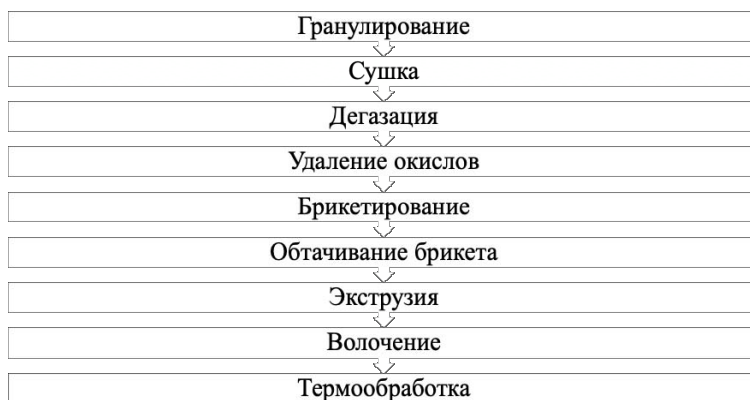 Гранулирование
Сушка
Дегазация
Удаление окислов
Брикетирование
Обтачивание брикета
Экструзия
Волочение
Термообработка